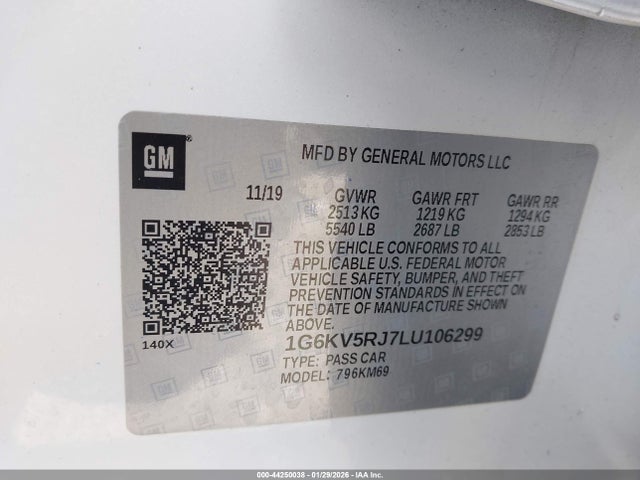 GM
MFD BY GENERAL MOTORS LLC
11/19 GVWR GAWR FRT GAWR RR
2513 KG 1219 KG 1294 KG
5540 LB 2687 LB 2853 LB
THIS VEHICLE CONFORMS TO ALL
APPLICABLE U.S. FEDERAL MOTOR
VEHICLE SAFETY, BUMPER, AND THEFT
PREVENTION STANDARDS IN EFFECT ON
THE DATE OF MANUFACTURE SHOWN
ABOVE.
140X
1G6KV5RJ7LU106299
TYPE: PASS CAR
MODEL: 796KM69
000-44250038 - 01/29/2026 - IAA Inc.